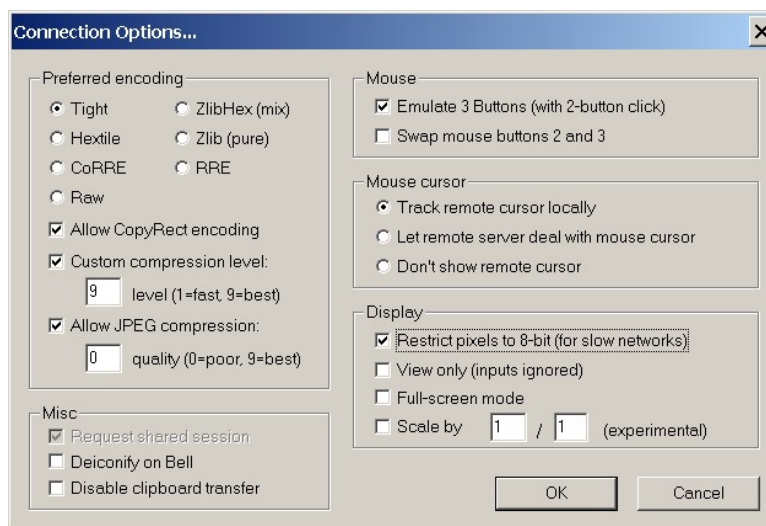 Connection Options...
Preferred encoding
Tight
ZlibHex (mix)
Hextile
Zlib (pure)
CoRRE
RRE
Raw
Allow CopyRect encoding
Custom compression level:
9 level (1=fast, 9=best)
Allow JPEG compression:
0 quality (0=poor, 9=best)
Misc
Request shared session
Deiconify on Bell
Disable clipboard transfer
Mouse
Emulate 3 Buttons (with 2-button click)
Swap mouse buttons 2 and 3
Mouse cursor
Track remote cursor locally
Let remote server deal with mouse cursor
Don't show remote cursor
Display
Restrict pixels to 8-bit (for slow networks)
View only (inputs ignored)
Full-screen mode
Scale by 1 / 1 (experimental)
OK
Cancel